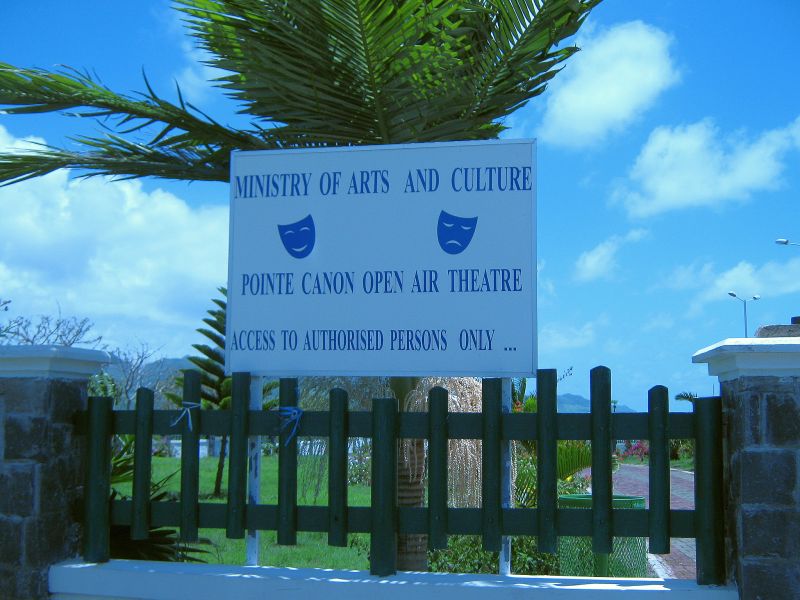 MINISTRY OF ARTS AND CULTURE
POINTE CANON OPEN AIR THEATRE
ACCESS TO AUTHORISED PERSONS ONLY ...